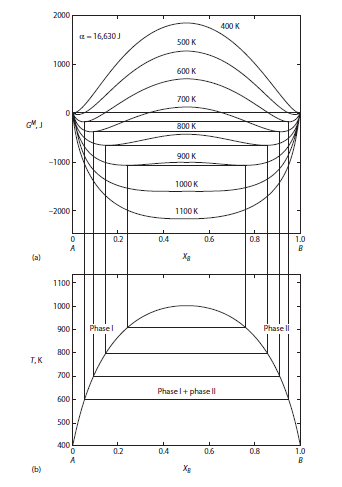 2000
400 K
α = 16,630 J
500 K
1000
600 K
700 K
0
G^M, J
800 K
900 K
−1000
1000 K
1100 K
−2000
0 0.2 0.4 0.6 0.8 1.0
A B
(a) X_B
1100
1000
900 Phase I Phase II
800
T, K
700
Phase I + phase II
600
500
400
0 0.2 0.4 0.6 0.8 1.0
A B
(b) X_B